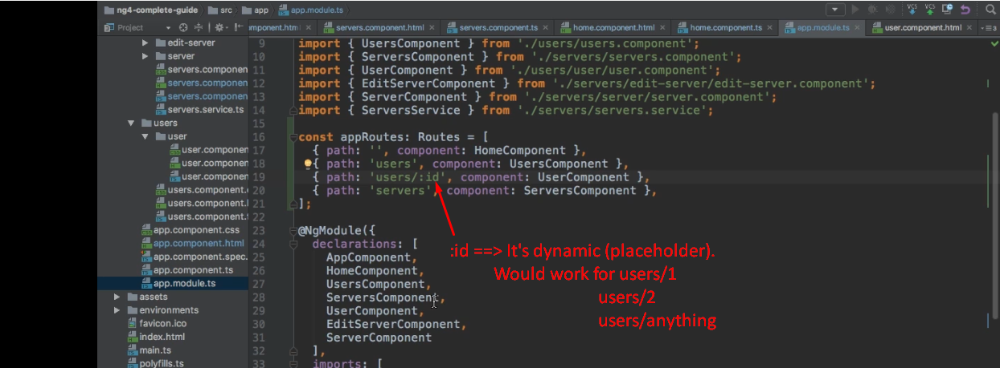 ng4-complete-guide src app app.module.ts
Project
mponent.html servers.component.html servers.component.ts home.component.html home.component.ts app.module.ts user.component.html
edit-server
server
servers.componen
servers.componen
servers.componen
servers.service.ts
users
user
user.componen
user.componen
user.componen
users.component.
users.component.
users.component.
app.component.css
app.component.html
app.component.spec.
app.component.ts
app.module.ts
assets
environments
favicon.ico
index.html
main.ts
polyfills.ts
9 import { UsersComponent } from './users/users.component';
10 import { ServersComponent } from './servers/servers.component';
11 import { UserComponent } from './users/user/user.component';
12 import { EditServerComponent } from './servers/edit-server/edit-server.component';
13 import { ServerComponent } from './servers/server/server.component';
14 import { ServersService } from './servers/servers.service';
15
16 const appRoutes: Routes = [
17 { path: '', component: HomeComponent },
18 { path: 'users', component: UsersComponent },
19 { path: 'users/:id', component: UserComponent },
20 { path: 'servers', component: ServersComponent },
21 ];
22
23 @NgModule({
24 declarations: [
25 AppComponent,
26 HomeComponent,
27 UsersComponent,
28 ServersComponent,
29 UserComponent,
30 EditServerComponent,
31 ServerComponent
32 ],
33 imports: [
:id ==> It's dynamic (placeholder).
Would work for users/1
users/2
users/anything